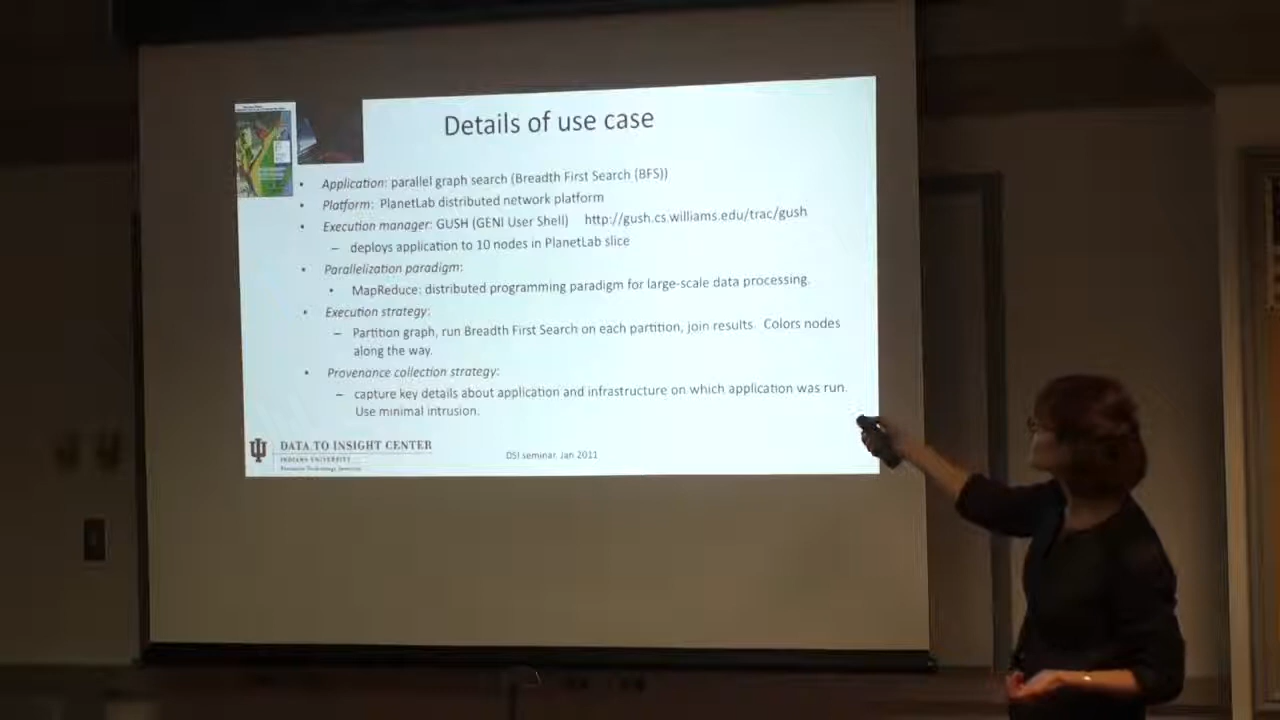 Details of use case
• Application: parallel graph search (Breadth First Search (BFS))
• Platform: PlanetLab distributed network platform
• Execution manager: GUSH (GENI User Shell) http://gush.cs.williams.edu/trac/gush
– deploys application to 10 nodes in PlanetLab slice
• Parallelization paradigm:
• MapReduce: distributed programming paradigm for large-scale data processing.
• Execution strategy:
– Partition graph, run Breadth First Search on each partition, join results. Colors nodes
along the way.
• Provenance collection strategy:
– capture key details about application and infrastructure on which application was run.
Use minimal intrusion.
DATA TO INSIGHT CENTER
INDIANA UNIVERSITY
Pervasive Technology Institute
DSI seminar, Jan 2011